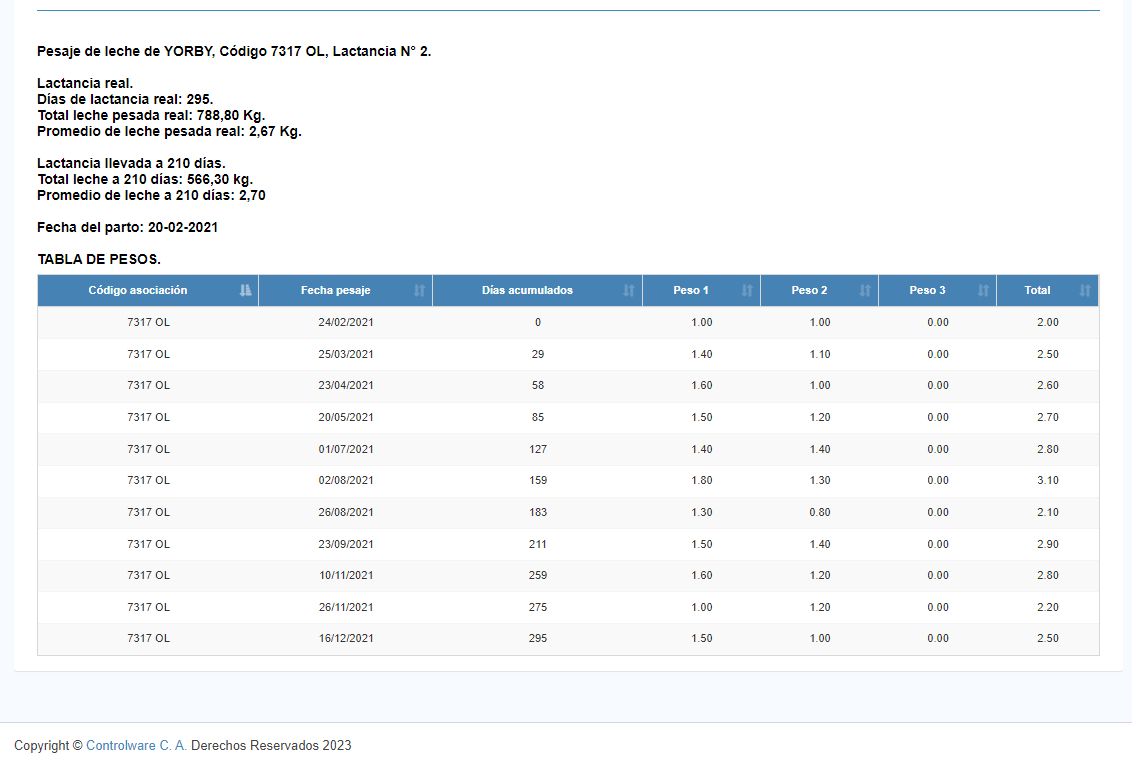 Pesaje de leche de YORBY, Código 7317 OL, Lactancia N° 2.
Lactancia real.
Días de lactancia real: 295.
Total leche pesada real: 788,80 Kg.
Promedio de leche pesada real: 2,67 Kg.
Lactancia llevada a 210 días.
Total leche a 210 días: 566,30 kg.
Promedio de leche a 210 días: 2,70
Fecha del parto: 20-02-2021
TABLA DE PESOS.
Código asociación Fecha pesaje Días acumulados Peso 1 Peso 2 Peso 3 Total
7317 OL 24/02/2021 0 1.00 1.00 0.00 2.00
7317 OL 25/03/2021 29 1.40 1.10 0.00 2.50
7317 OL 23/04/2021 58 1.60 1.00 0.00 2.60
7317 OL 20/05/2021 85 1.50 1.20 0.00 2.70
7317 OL 01/07/2021 127 1.40 1.40 0.00 2.80
7317 OL 02/08/2021 159 1.80 1.30 0.00 3.10
7317 OL 26/08/2021 183 1.30 0.80 0.00 2.10
7317 OL 23/09/2021 211 1.50 1.40 0.00 2.90
7317 OL 10/11/2021 259 1.60 1.20 0.00 2.80
7317 OL 26/11/2021 275 1.00 1.20 0.00 2.20
7317 OL 16/12/2021 295 1.50 1.00 0.00 2.50
Copyright © Controlware C. A. Derechos Reservados 2023